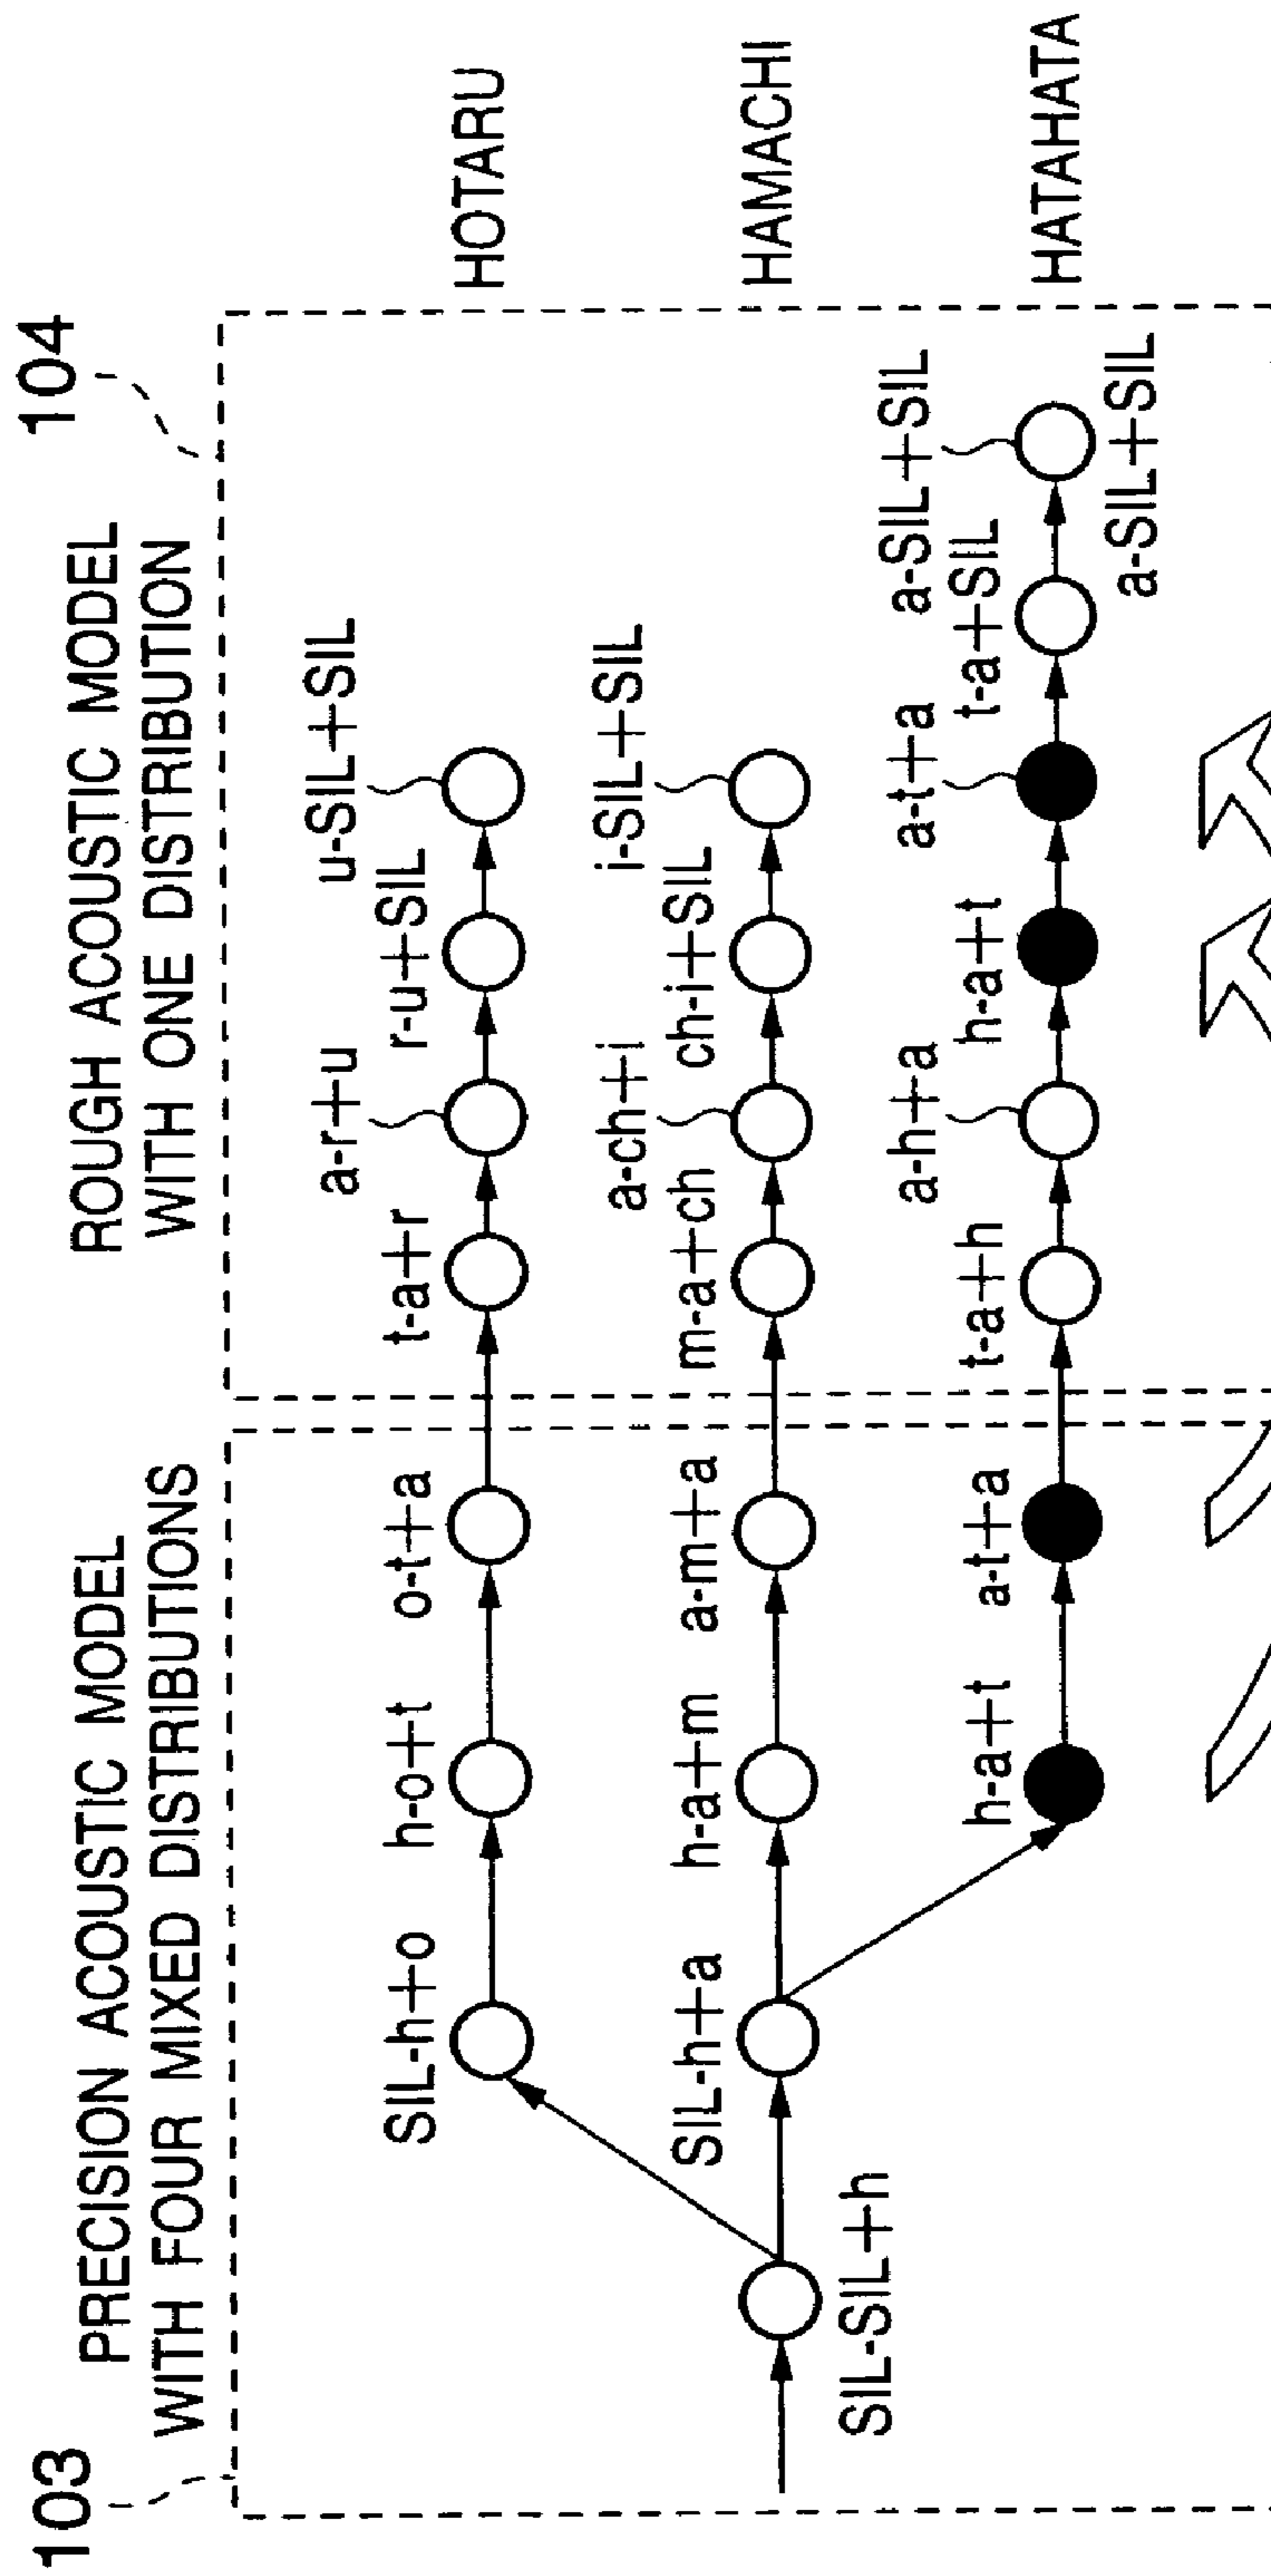 103
PRECISION ACOUSTIC MODEL
WITH FOUR MIXED DISTRIBUTIONS
104
ROUGH ACOUSTIC MODEL
WITH ONE DISTRIBUTION
SIL-SIL+h
SIL-h+o
h-o+t
o-t+a
t-a+r
a-r+u
r-u+SIL
u-SIL+SIL
HOTARU
SIL-h+a
h-a+m
a-m+a
m-a+ch
a-ch+i
ch-i+SIL
i-SIL+SIL
HAMACHI
h-a+t
a-t+a
t-a+h
a-h+a
h-a+t
a-t+a
t-a+SIL
a-SIL+SIL
a-SIL+SIL
HATAHATA